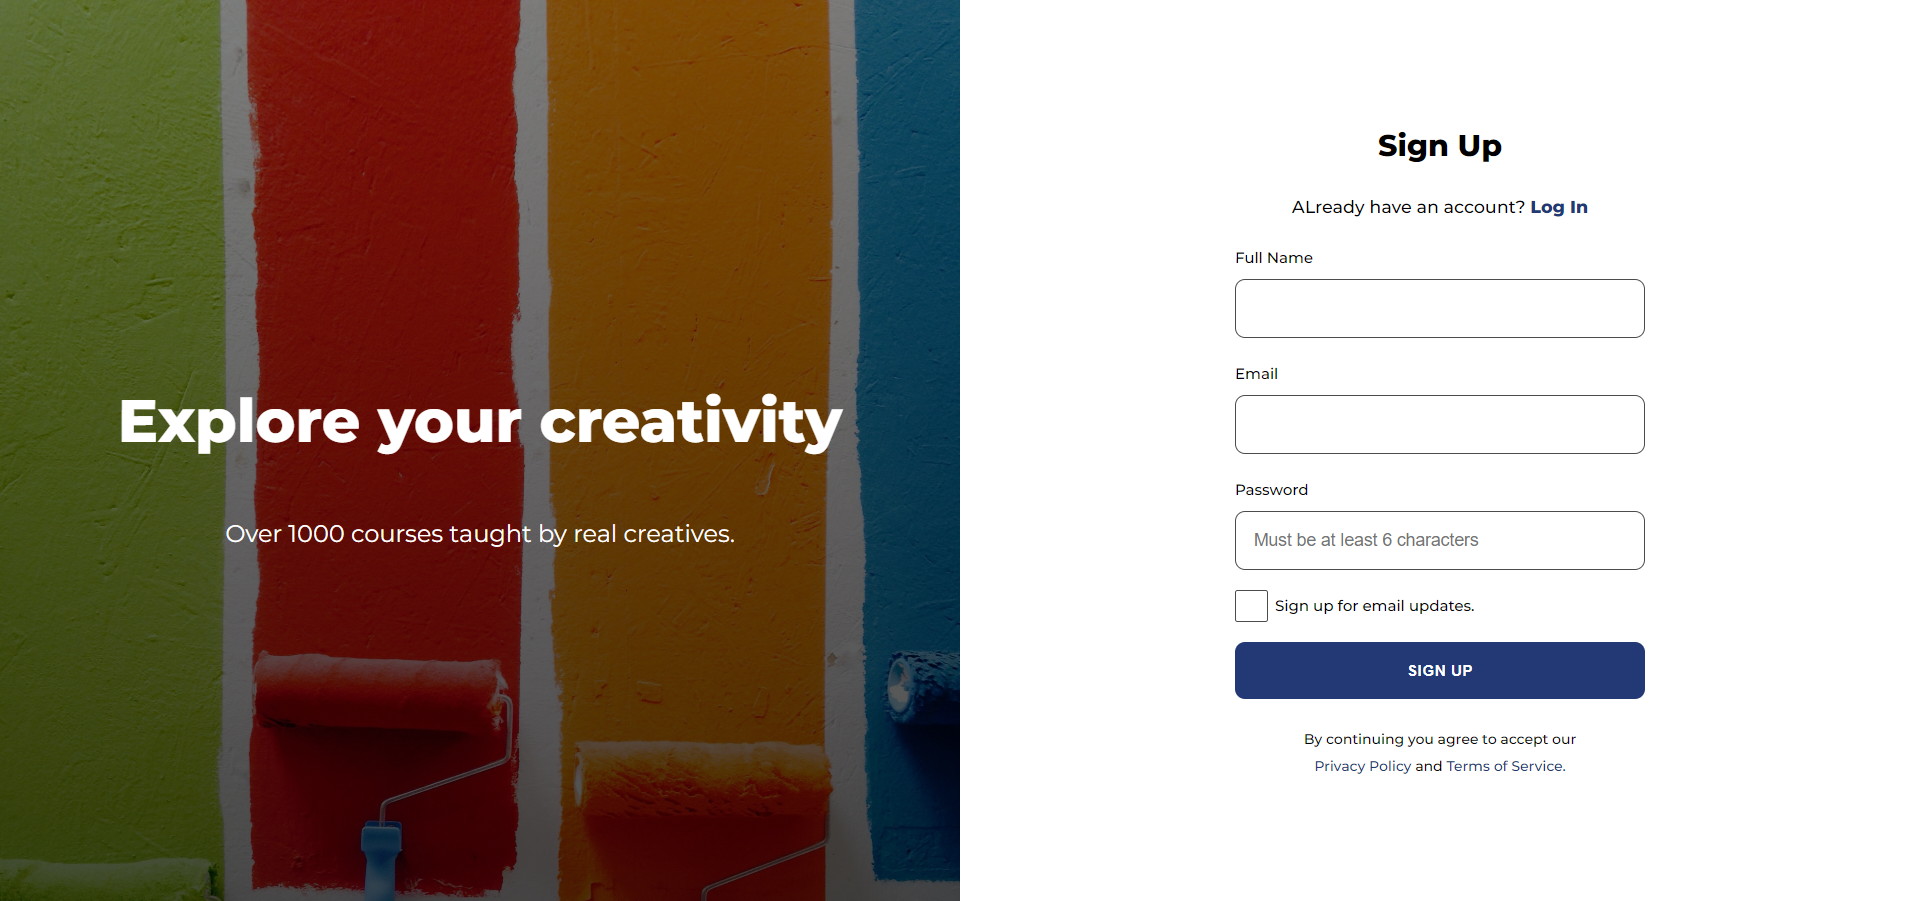 Explore your creativity
Over 1000 courses taught by real creatives.
Sign Up
ALready have an account? Log In
Full Name
Email
Password
Must be at least 6 characters
Sign up for email updates.
SIGN UP
By continuing you agree to accept our
Privacy Policy and Terms of Service.